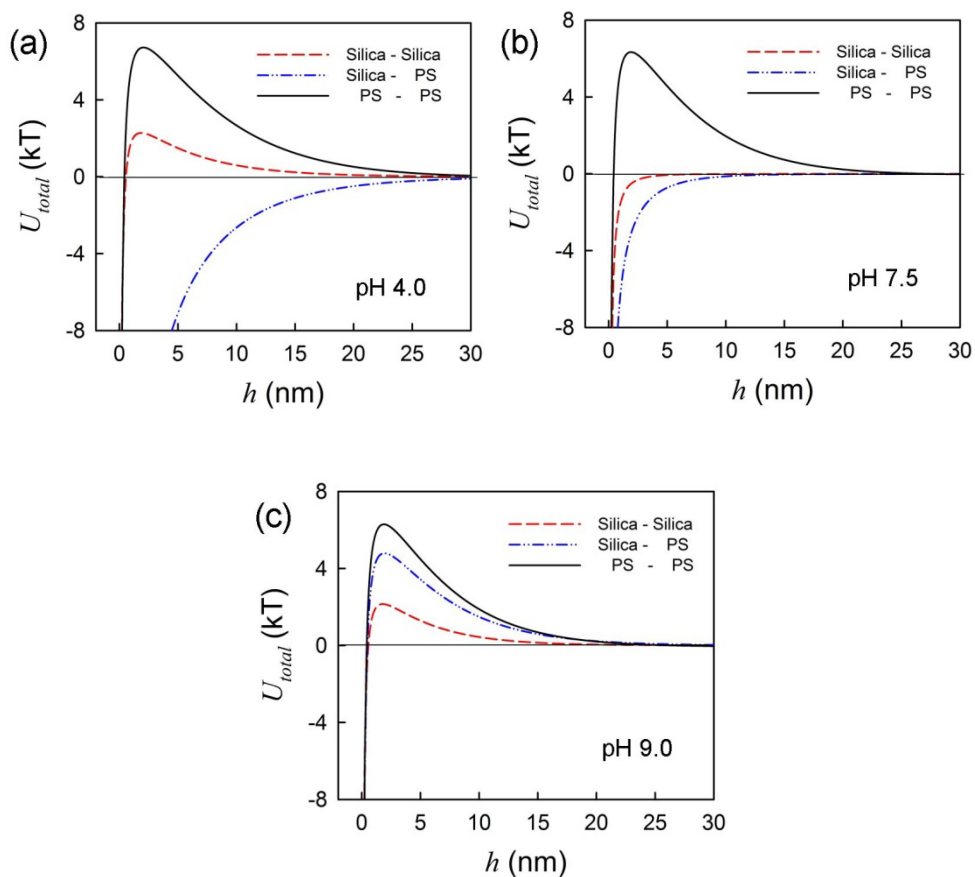 (a)
8
4
0
-4
-8
U_total (kT)
Silica - Silica
Silica - PS
PS - PS
pH 4.0
0 5 10 15 20 25 30
h (nm)
(b)
8
4
0
-4
-8
U_total (kT)
Silica - Silica
Silica - PS
PS - PS
pH 7.5
0 5 10 15 20 25 30
h (nm)
(c)
8
4
0
-4
-8
U_total (kT)
Silica - Silica
Silica - PS
PS - PS
pH 9.0
0 5 10 15 20 25 30
h (nm)